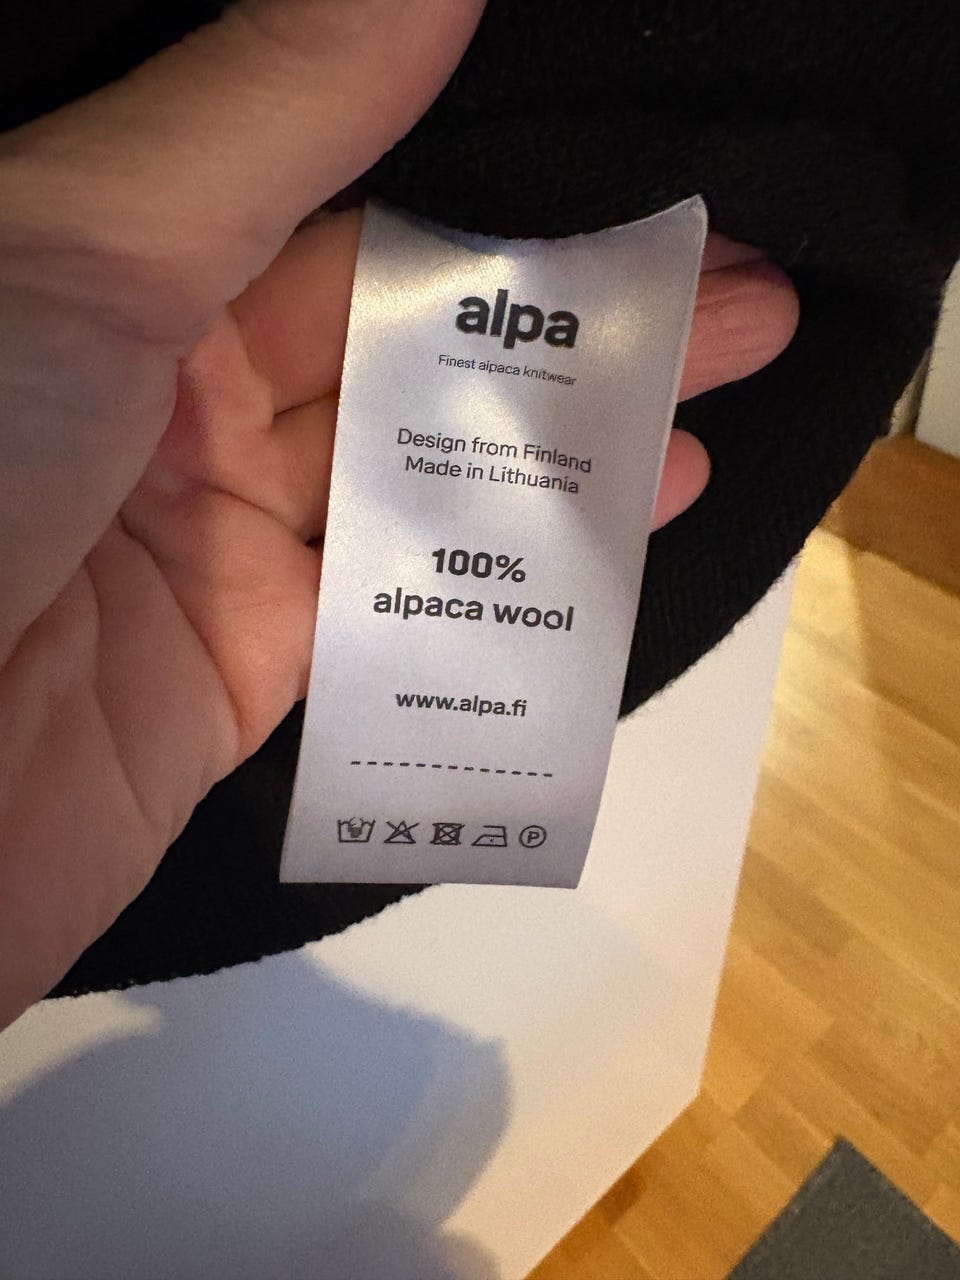 alpa
Finest alpaca knitwear
Design from Finland
Made in Lithuania
100%
alpaca wool
www.alpa.fi
P